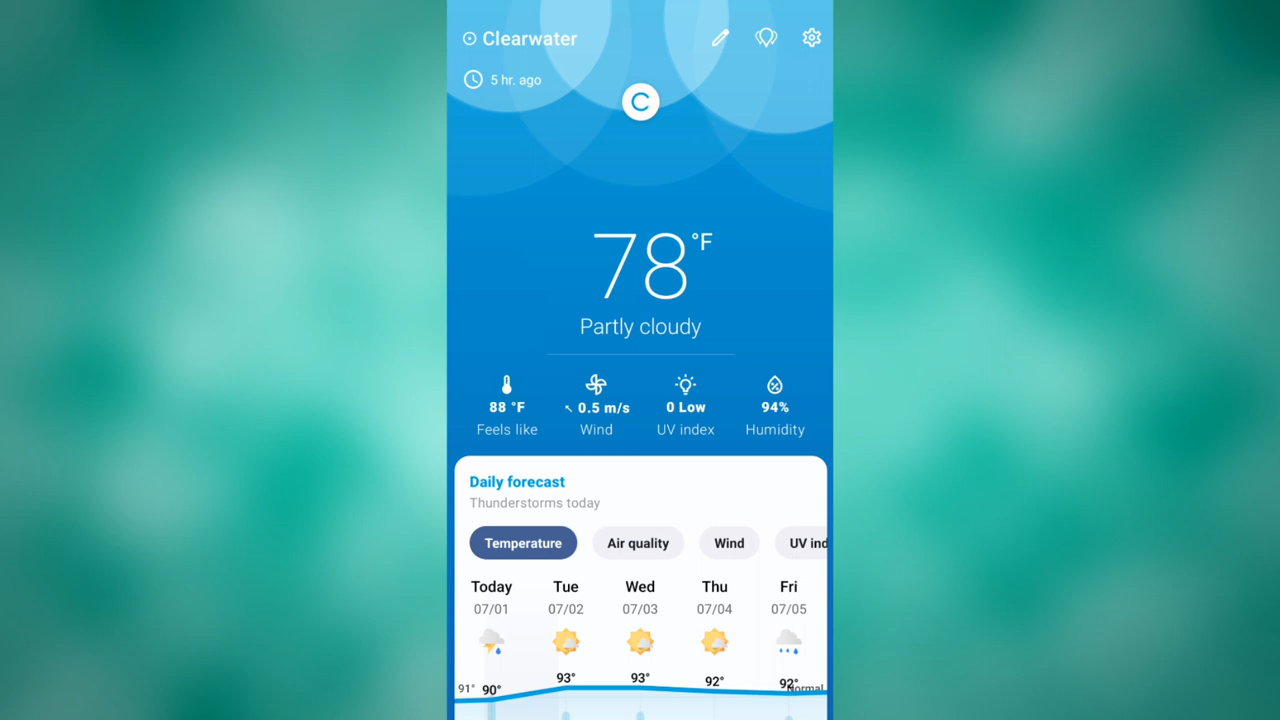 Clearwater
5 hr. ago
C
78 °F
Partly cloudy
88 °F ↖ 0.5 m/s 0 Low 94%
Feels like Wind UV index Humidity
Daily forecast
Thunderstorms today
Temperature Air quality Wind UV ind
Today Tue Wed Thu Fri
07/01 07/02 07/03 07/04 07/05
91° 90° 93° 93° 92° 92° Normal